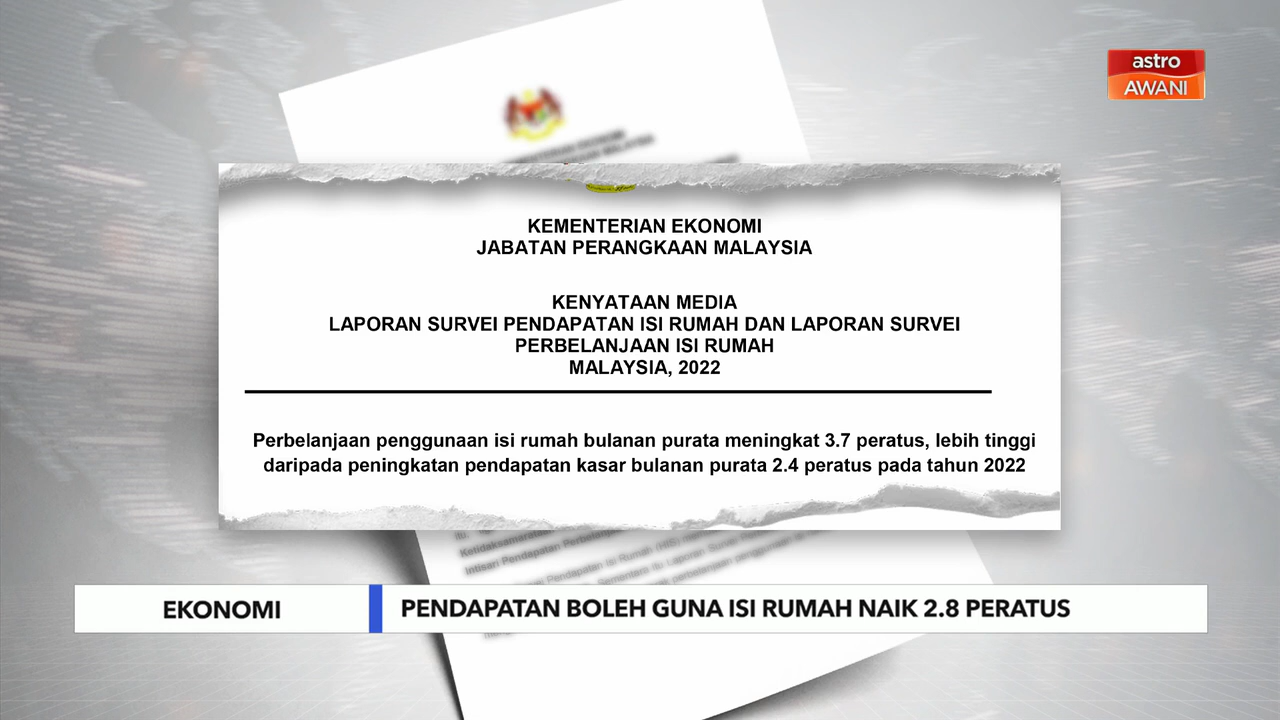 astro
AWANI
KEMENTERIAN EKONOMI
JABATAN PERANGKAAN MALAYSIA
KENYATAAN MEDIA
LAPORAN SURVEI PENDAPATAN ISI RUMAH DAN LAPORAN SURVEI
PERBELANJAAN ISI RUMAH
MALAYSIA, 2022
Perbelanjaan penggunaan isi rumah bulanan purata meningkat 3.7 peratus, lebih tinggi
daripada peningkatan pendapatan kasar bulanan purata 2.4 peratus pada tahun 2022
EKONOMI
PENDAPATAN BOLEH GUNA ISI RUMAH NAIK 2.8 PERATUS